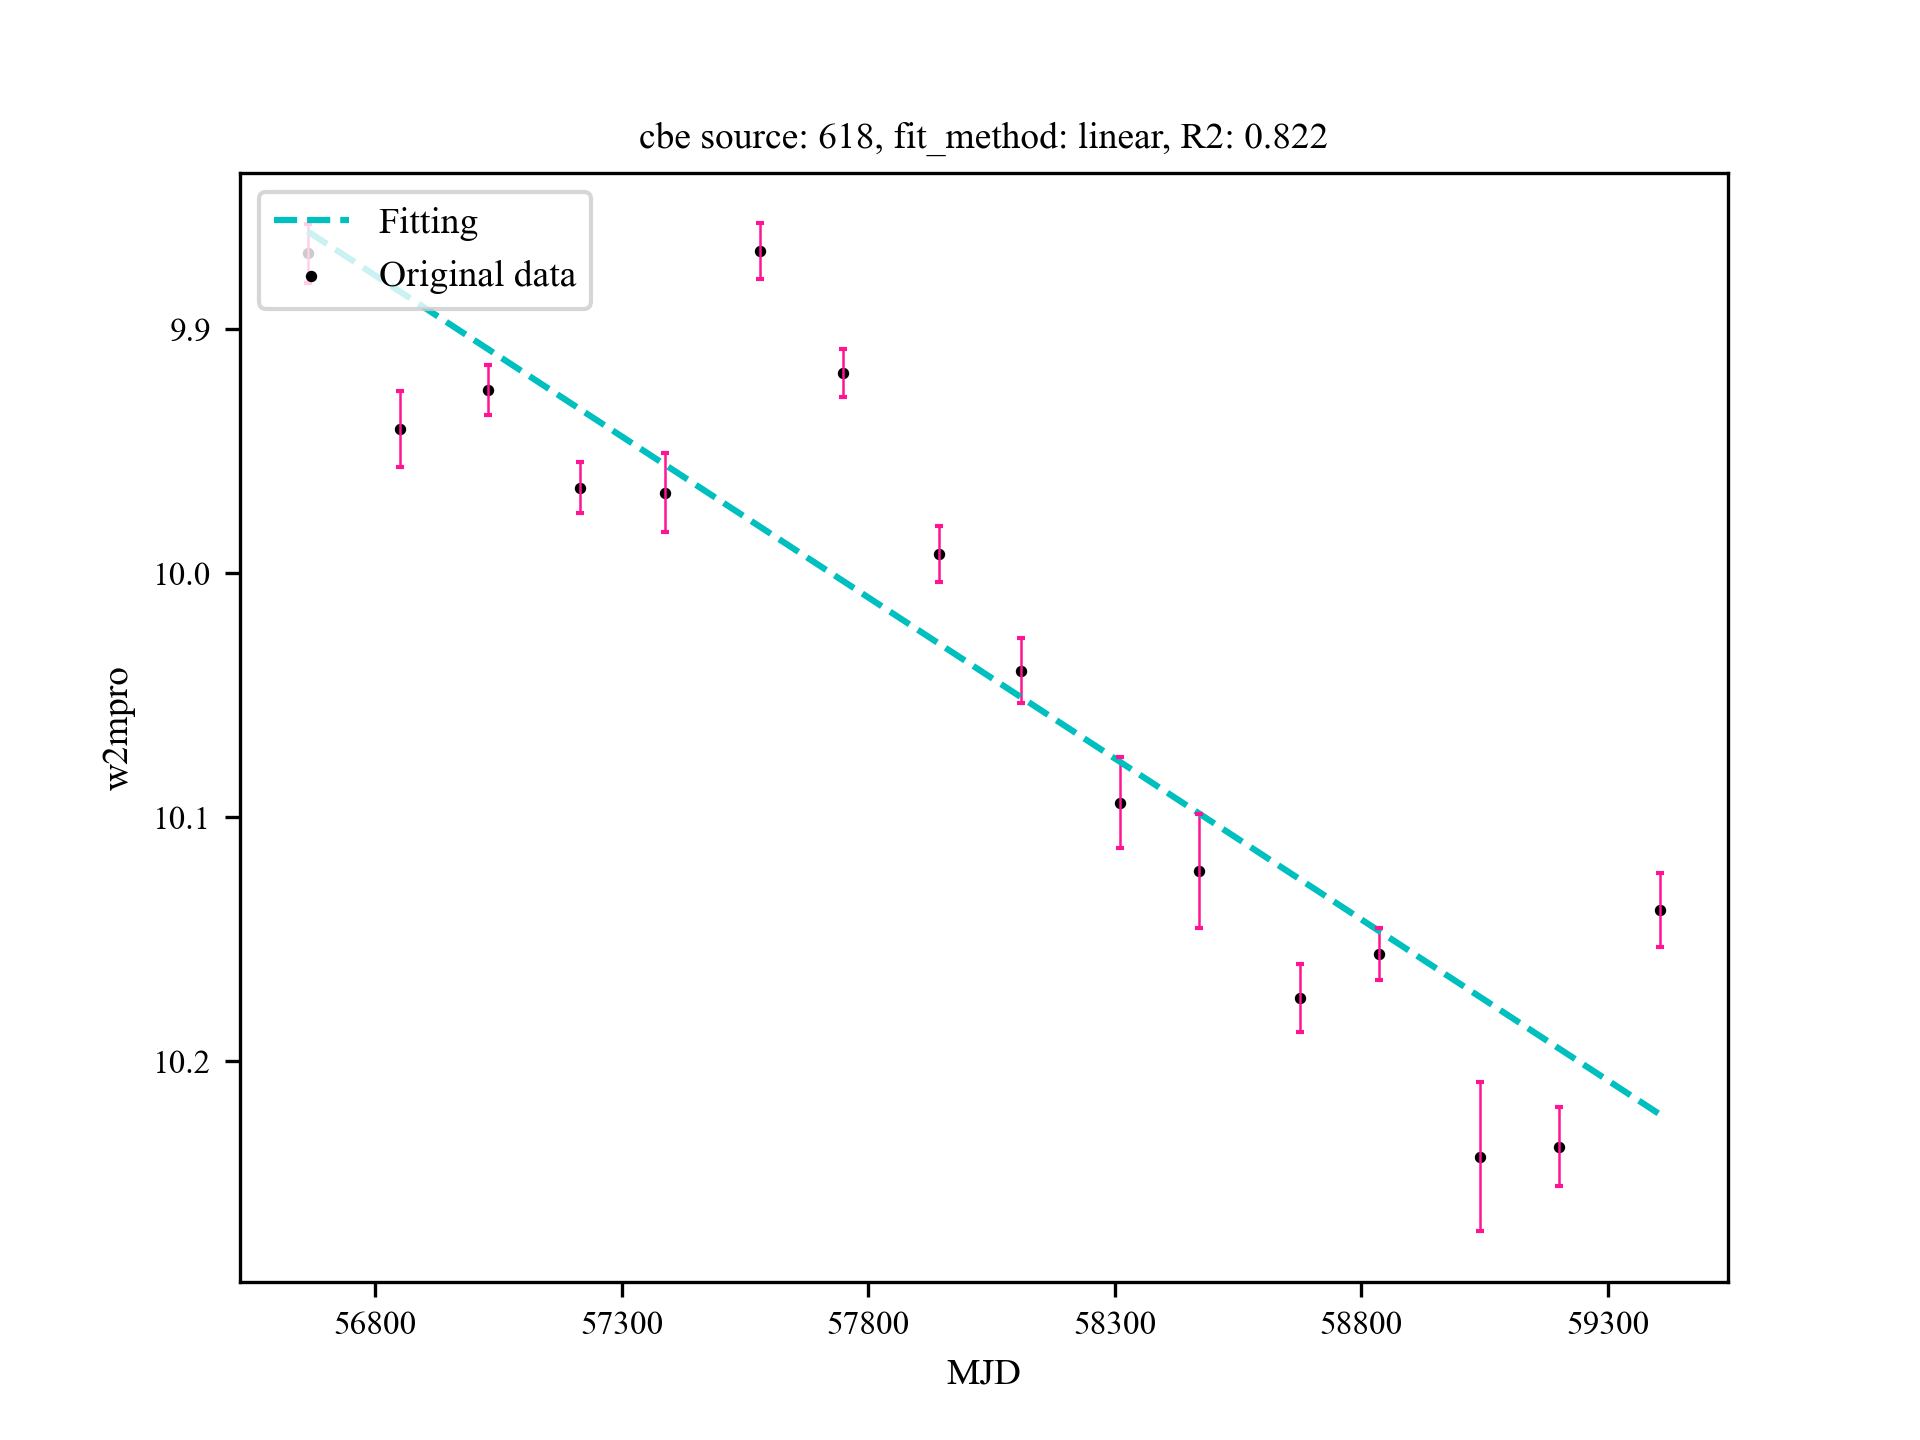 cbe source: 618, fit_method: linear, R2: 0.822
Fitting
Original data
9.9
10.0
10.1
10.2
w2mpro
56800 57300 57800 58300 58800 59300
MJD